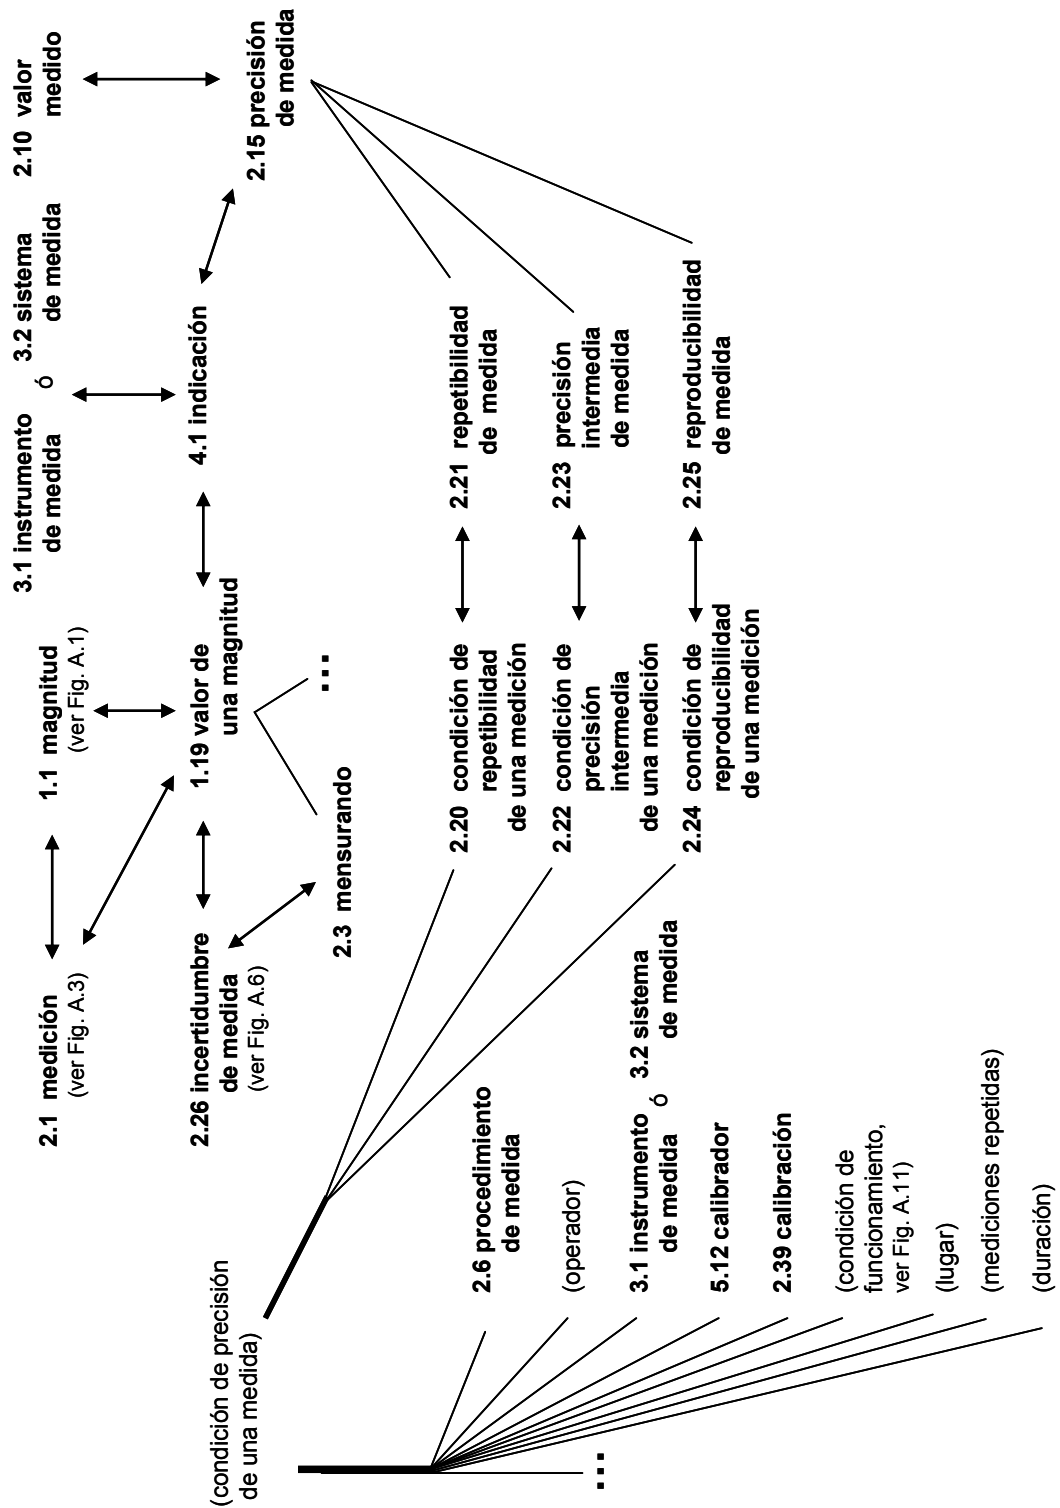 2.1 medición
(ver Fig. A.3)
1.1 magnitud
(ver Fig. A.1)
3.1 instrumento
de medida
ó
3.2 sistema
de medida
2.10 valor
medido
2.26 incertidumbre
de medida
(ver Fig. A.6)
1.19 valor de
una magnitud
4.1 indicación
2.15 precisión
de medida
2.3 mensurando
...
(condición de precisión
de una medida)
2.20 condición de
repetibilidad
de una medición
2.21 repetibilidad
de medida
2.22 condición de
precisión
intermedia
de una medición
2.23 precisión
intermedia
de medida
2.24 condición de
reproducibilidad
de una medición
2.25 reproducibilidad
de medida
2.6 procedimiento
de medida
(operador)
3.1 instrumento
de medida
ó
3.2 sistema
de medida
5.12 calibrador
2.39 calibración
(condición de
funcionamiento,
ver Fig. A.11)
(lugar)
(mediciones repetidas)
(duración)
...